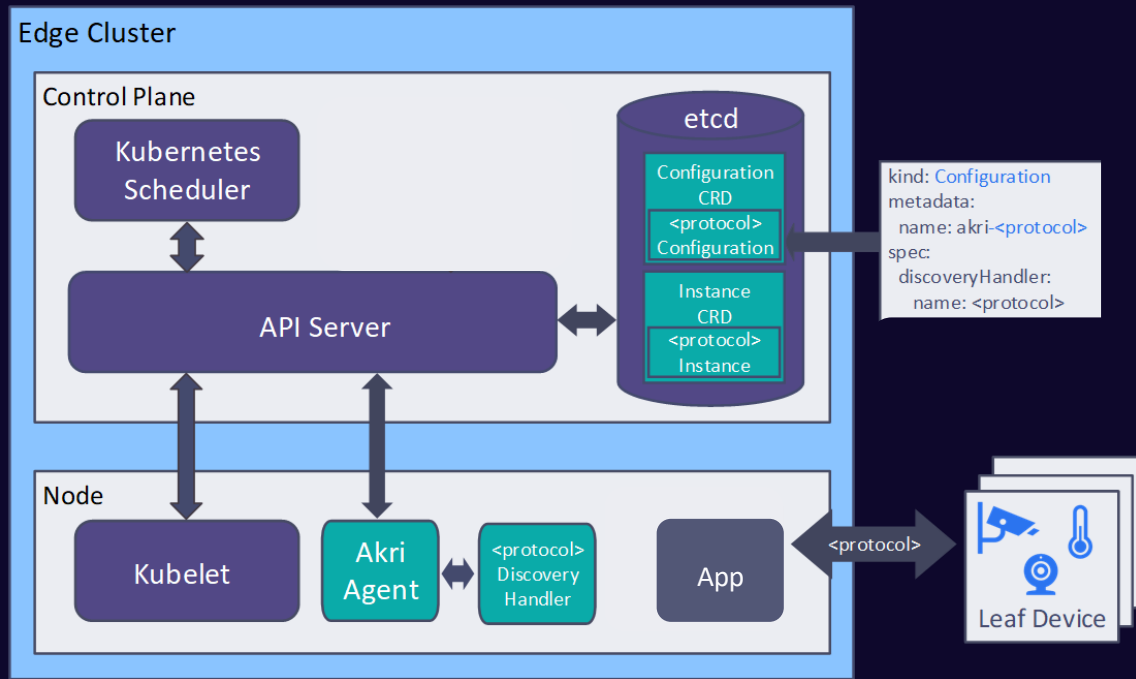 Edge Cluster
Control Plane
Kubernetes
Scheduler
API Server
etcd
Configuration
CRD
<protocol>
Configuration
Instance
CRD
<protocol>
Instance
kind: Configuration
metadata:
name: akri-<protocol>
spec:
discoveryHandler:
name: <protocol>
Node
Kubelet
Akri
Agent
<protocol>
Discovery
Handler
App
<protocol>
Leaf Device